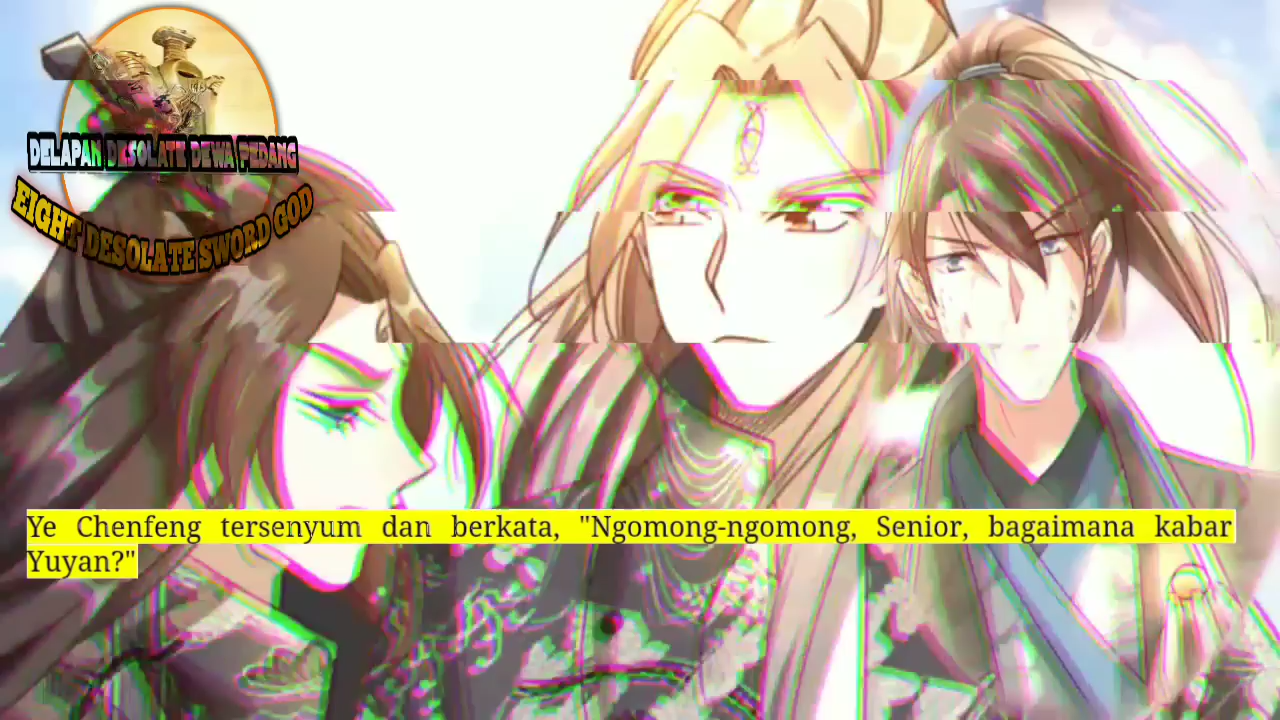 DELAPAN DESOLATE DEWA PEDANG
EIGHT DESOLATE SWORD GOD
Ye Chenfeng tersenyum dan berkata, "Ngomong-ngomong, Senior, bagaimana kabar
Yuyan?"